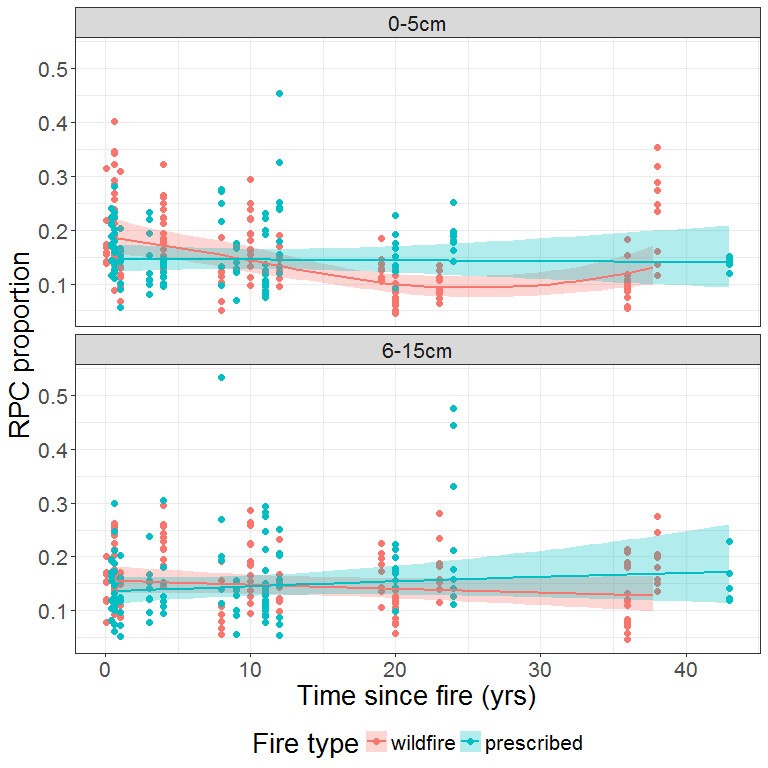 0-5cm
0.5
0.4
0.3
0.2
0.1
6-15cm
0.5
0.4
0.3
0.2
0.1
RPC proportion
0 10 20 30 40
Time since fire (yrs)
Fire type wildfire prescribed